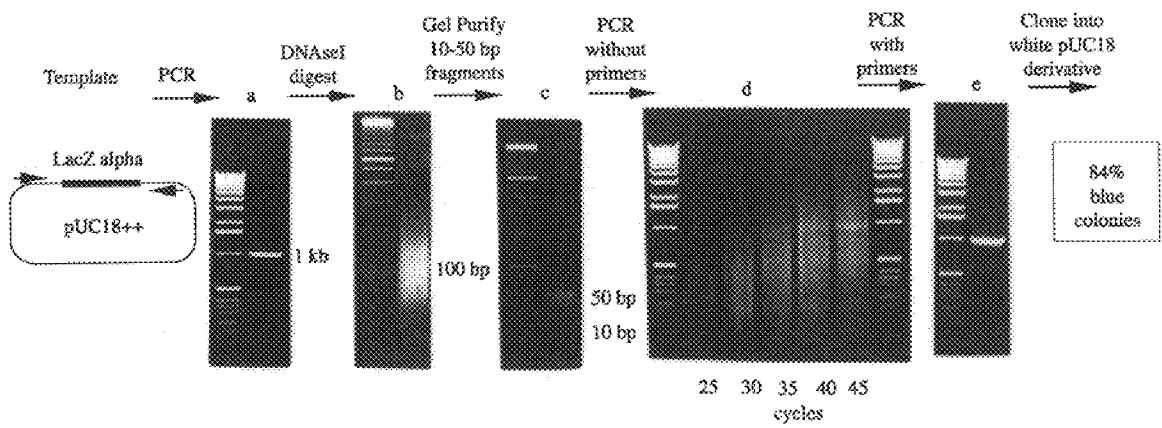 Template
PCR
a
DNAseI
digest
b
Gel Purify
10-50 bp
fragments
c
PCR
without
primers
d
PCR
with
primers
e
Clone into
white pUC18
derivative
LacZ alpha
pUC18++
1 kb
100 bp
50 bp
10 bp
84%
blue
colonies
25 30 35 40 45
cycles